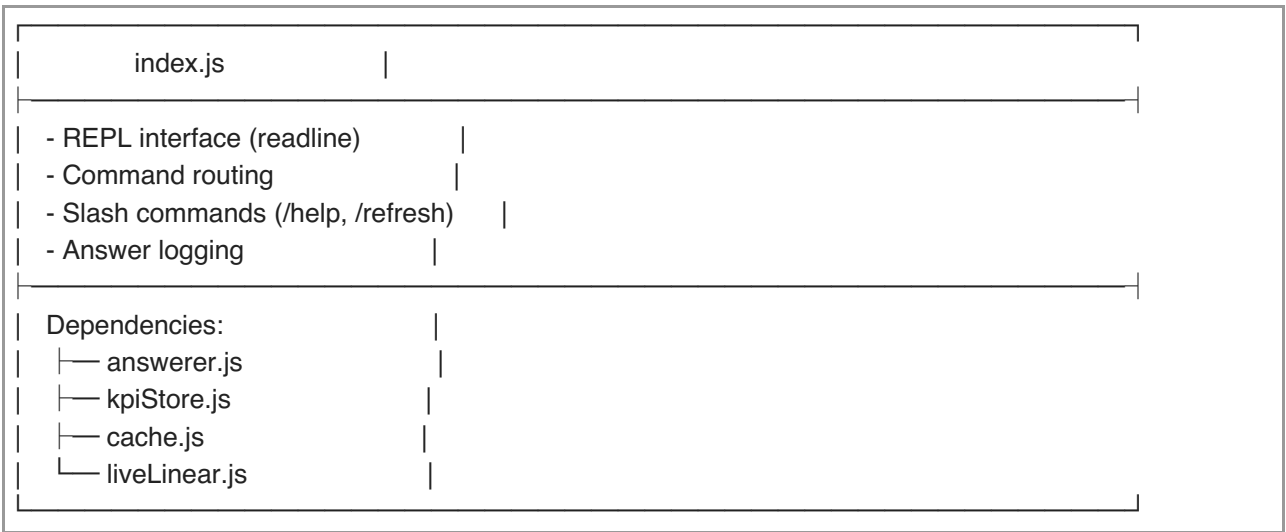 index.js
- REPL interface (readline)
- Command routing
- Slash commands (/help, /refresh)
- Answer logging
Dependencies:
├── answerer.js
├── kpiStore.js
├── cache.js
└── liveLinear.js